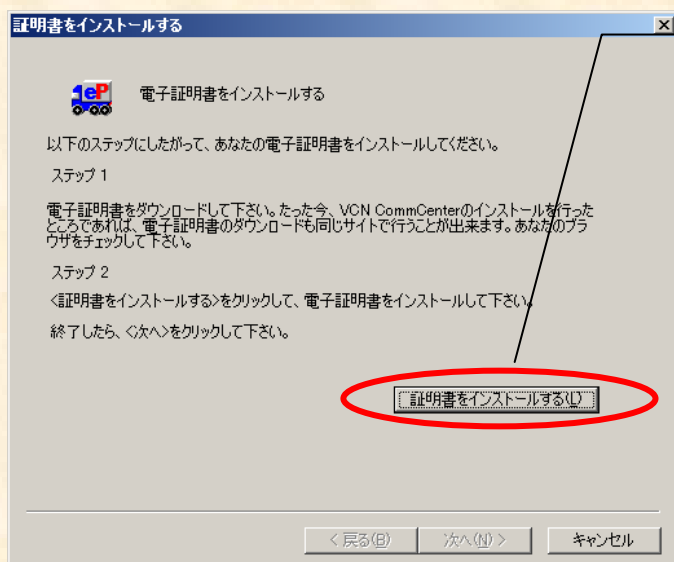 証明書をインストールする
1eP
電子証明書をインストールする
以下のステップにしたがって、あなたの電子証明書をインストールしてください。
ステップ 1
電子証明書をダウンロードして下さい。たった今、VCN CommCenterのインストールを行った
ところであれば、電子証明書のダウンロードも同じサイトで行うことが出来ます。あなたのブラ
ウザをチェックして下さい。
ステップ 2
<証明書をインストールする>をクリックして、電子証明書をインストールして下さい。
終了したら、<次へ>をクリックして下さい。
証明書をインストールする(L)
< 戻る(B)
次へ(N) >
キャンセル